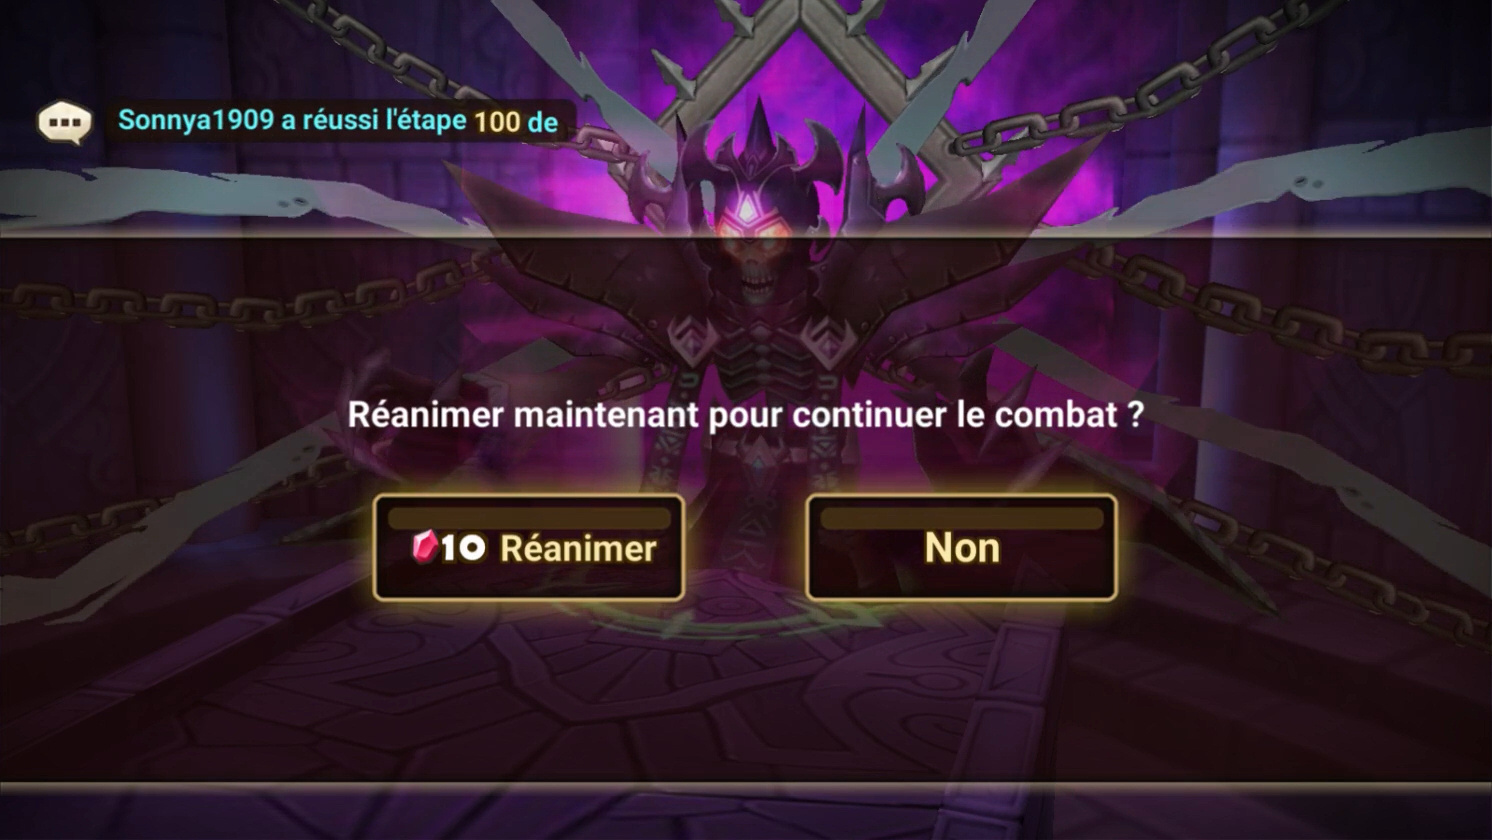 Sonnya1909 a réussi l'étape 100 de
Réanimer maintenant pour continuer le combat ?
10 Réanimer
Non